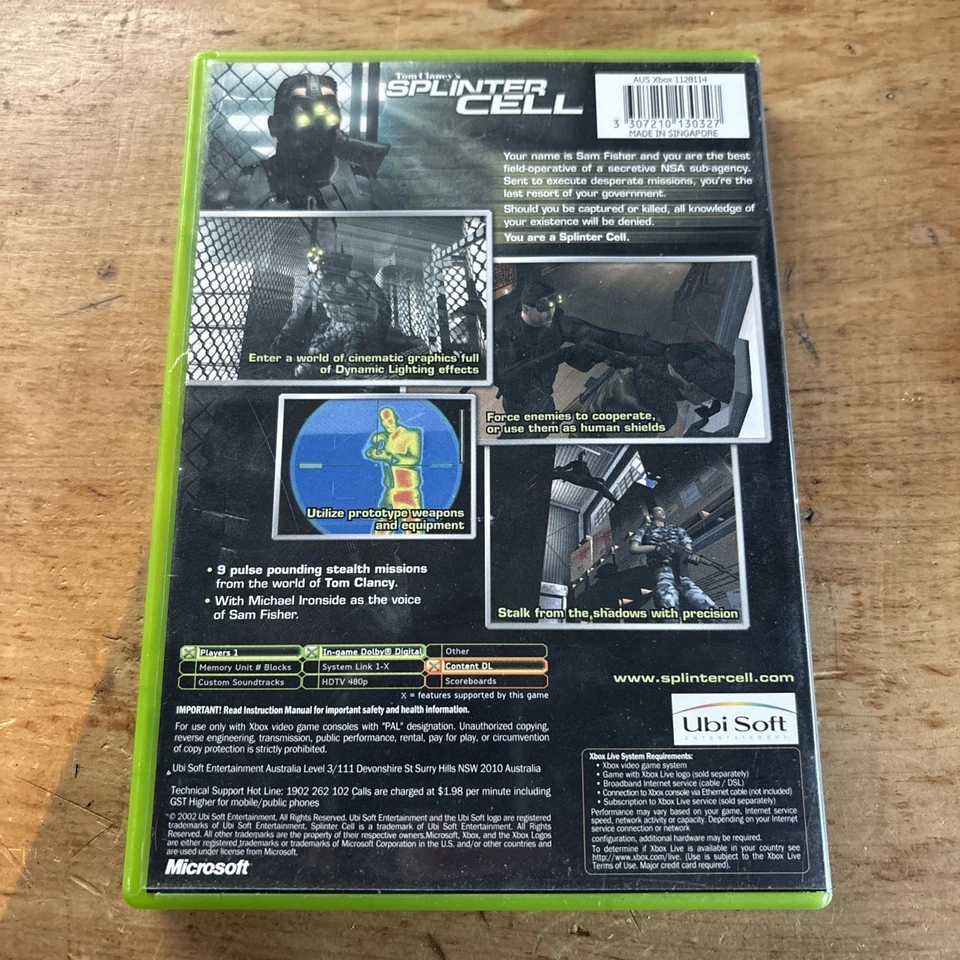 Tom Clancy's
SPLINTER
CELL
AUS Xbox 1128114
3 307210 130327
MADE IN SINGAPORE
Your name is Sam Fisher and you are the best
field-operative of a secretive NSA sub-agency.
Sent to execute desperate missions, you're the
last resort of your government.
Should you be captured or killed, all knowledge of
your existence will be denied.
You are a Splinter Cell.
Enter a world of cinematic graphics full
of Dynamic Lighting effects
Force enemies to cooperate,
or use them as human shields
Utilize prototype weapons
and equipment
Stalk from the shadows with precision
• 9 pulse pounding stealth missions
from the world of Tom Clancy.
• With Michael Ironside as the voice
of Sam Fisher.
X Players 1
X In-game Dolby® Digital
Other
Memory Unit # Blocks
System Link 1-X
X Content DL
Custom Soundtracks
HDTV 480p
Scoreboards
X = features supported by this game
www.splintercell.com
Ubi Soft
ENTERTAINMENT
IMPORTANT! Read Instruction Manual for important safety and health information.
For use only with Xbox video game consoles with "PAL" designation. Unauthorized copying,
reverse engineering, transmission, public performance, rental, pay for play, or circumvention
of copy protection is strictly prohibited.
Ubi Soft Entertainment Australia Level 3/111 Devonshire St Surry Hills NSW 2010 Australia
Technical Support Hot Line: 1902 262 102 Calls are charged at $1.98 per minute including
GST Higher for mobile/public phones
© 2002 Ubi Soft Entertainment. All Rights Reserved. Ubi Soft Entertainment and the Ubi Soft logo are registered
trademarks of Ubi Soft Entertainment. Splinter Cell is a trademark of Ubi Soft Entertainment. All Rights
Reserved. All other trademarks are the property of their respective owners.Microsoft, Xbox, and the Xbox Logos
are either registered trademarks or trademarks of Microsoft Corporation in the U.S. and/or other countries and
are used under license from Microsoft.
Microsoft
Xbox Live System Requirements:
• Xbox video game system
• Game with Xbox Live logo (sold separately)
• Broadband Internet service (cable / DSL)
• Connection to Xbox console via Ethernet cable (not included)
• Subscription to Xbox Live service (sold separately)
Performance may vary based on your game, Internet service
speed, network activity or capacity. Depending on your Internet
service connection or network
configuration, additional hardware may be required.
To determine if Xbox Live is available in your country see
http://www.xbox.com/live. (Use is subject to the Xbox Live
Terms of Use. Major credit card required).